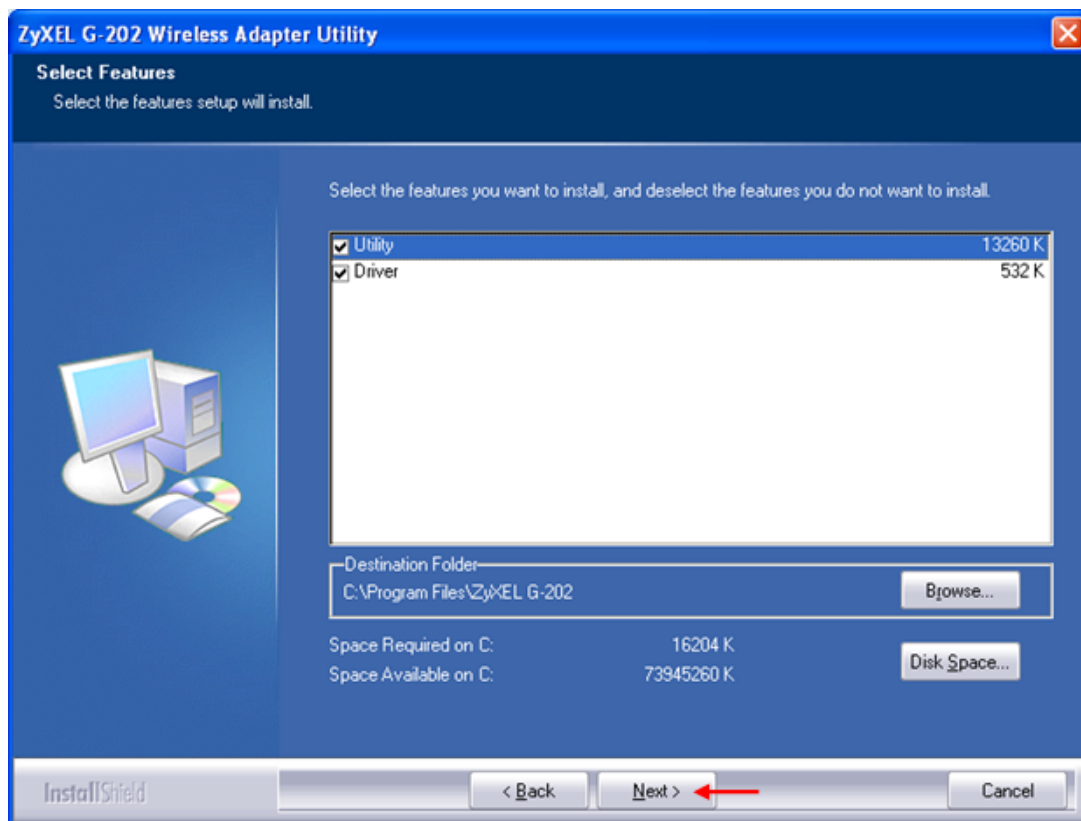 ZyXEL G-202 Wireless Adapter Utility
Select Features
Select the features setup will install.
Select the features you want to install, and deselect the features you do not want to install.
Utility 13260 K
Driver 532 K
Destination Folder
C:\Program Files\ZyXEL G-202
Browse...
Space Required on C: 16204 K
Space Available on C: 73945260 K
Disk Space...
InstallShield
< Back
Next >
Cancel